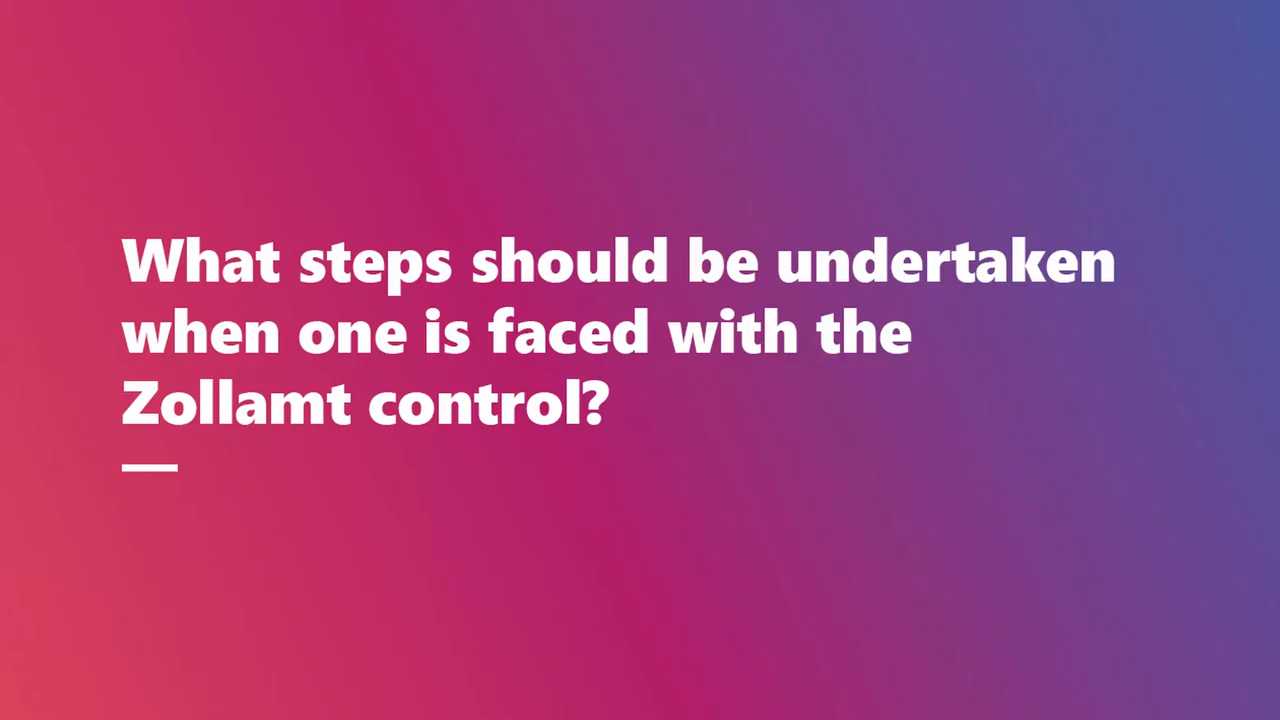 What steps should be undertaken
when one is faced with the
Zollamt control?